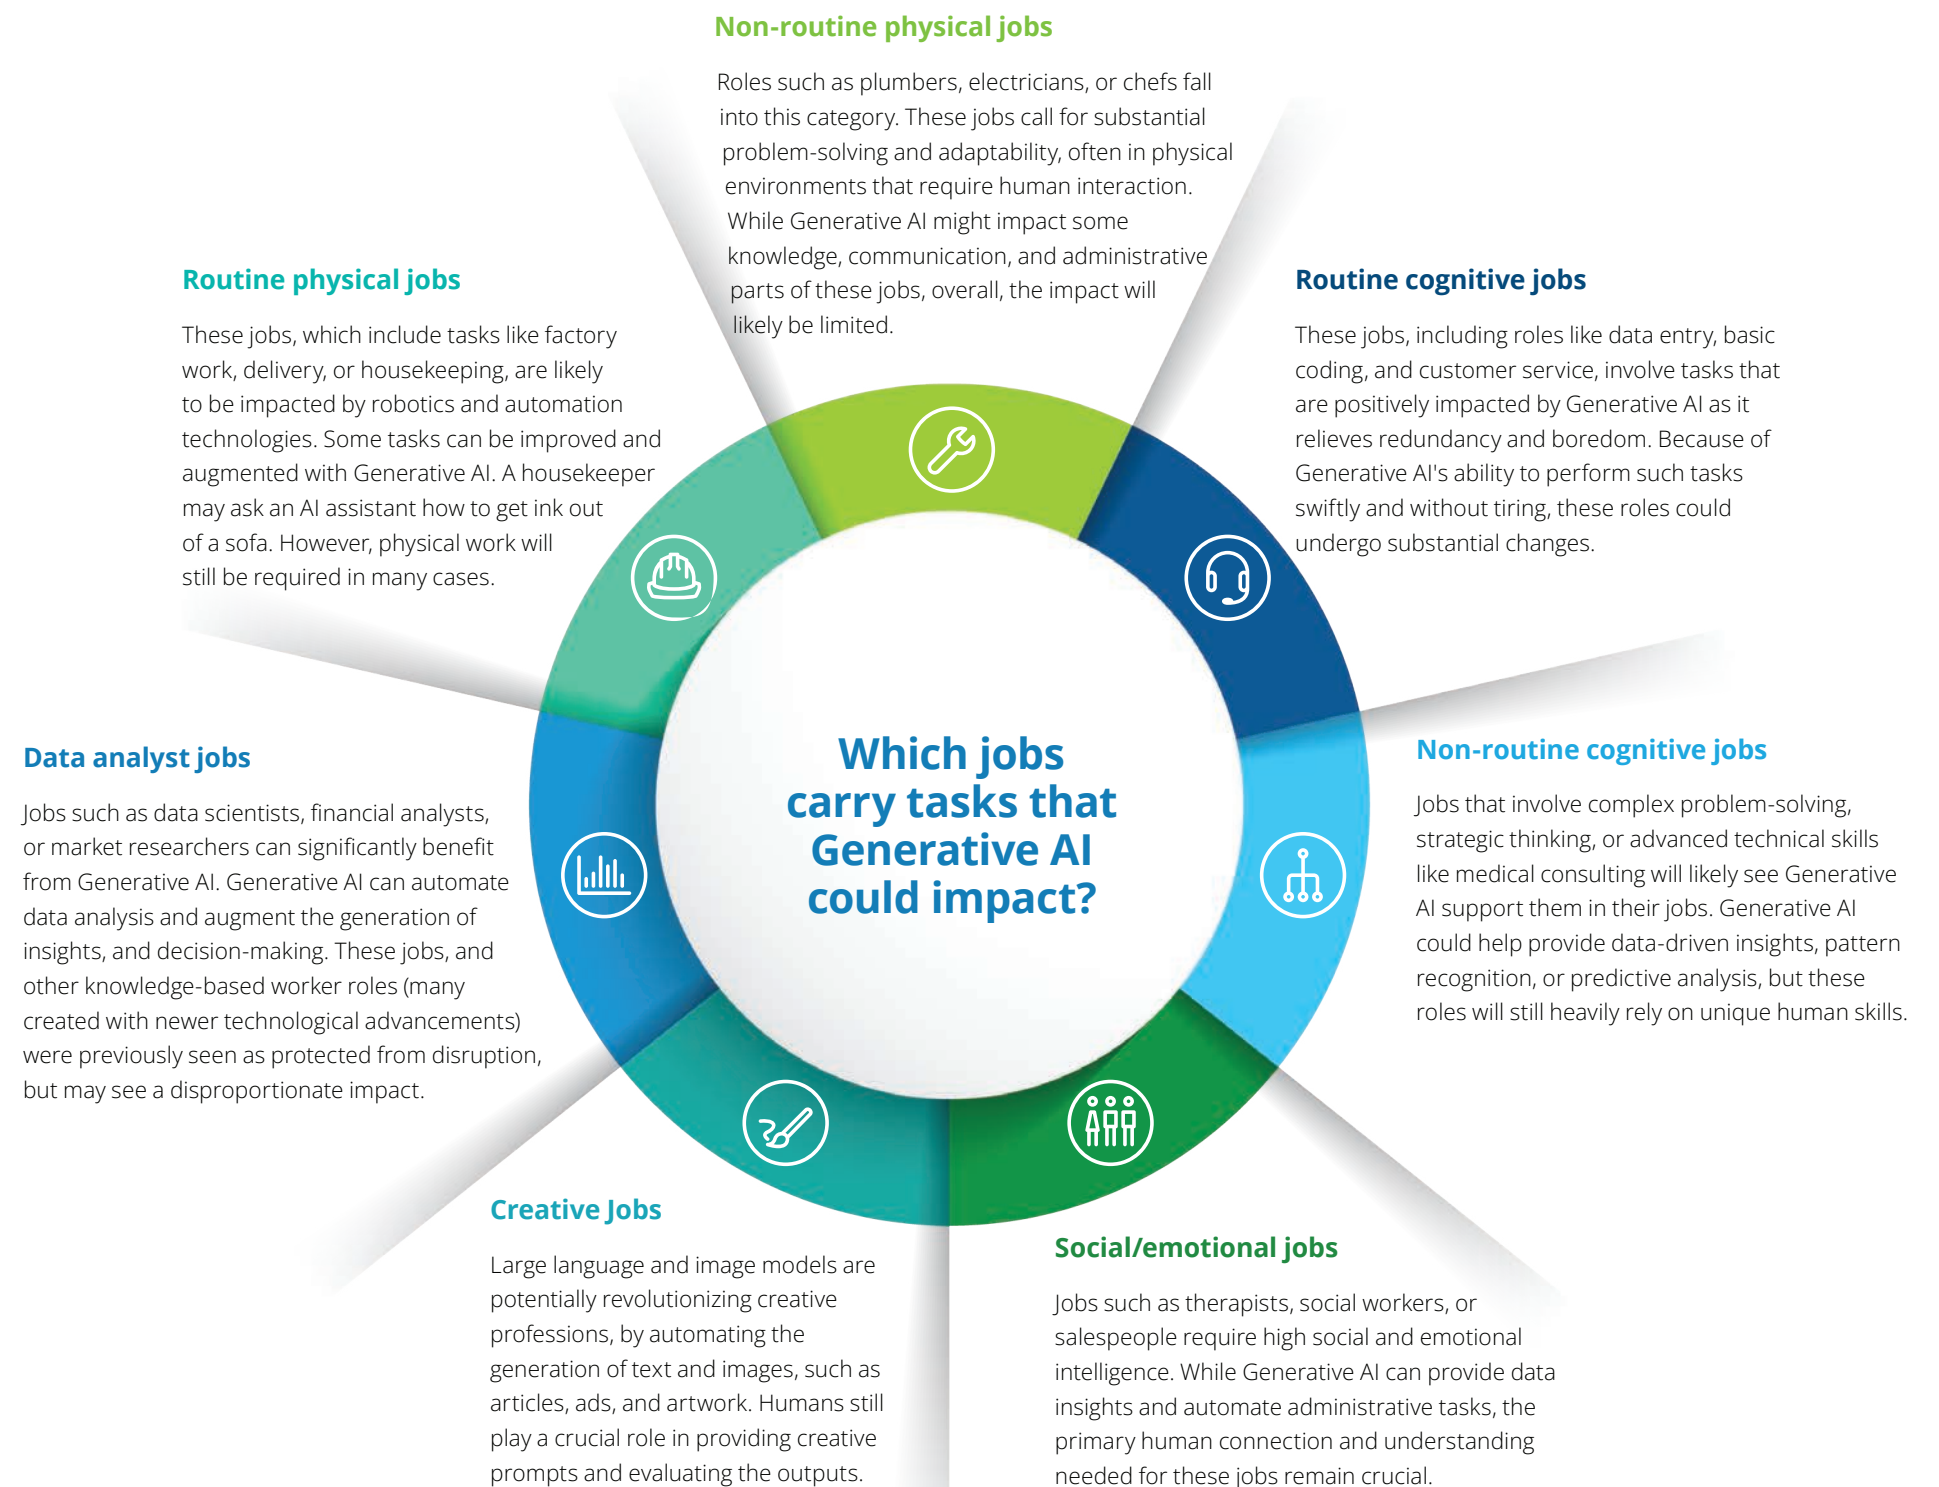 Non-routine physical jobs
Roles such as plumbers, electricians, or chefs fall
into this category. These jobs call for substantial
problem-solving and adaptability, often in physical
environments that require human interaction.
While Generative AI might impact some
knowledge, communication, and administrative
parts of these jobs, overall, the impact will
likely be limited.
Routine physical jobs
These jobs, which include tasks like factory
work, delivery, or housekeeping, are likely
to be impacted by robotics and automation
technologies. Some tasks can be improved and
augmented with Generative AI. A housekeeper
may ask an AI assistant how to get ink out
of a sofa. However, physical work will
still be required in many cases.
Routine cognitive jobs
These jobs, including roles like data entry, basic
coding, and customer service, involve tasks that
are positively impacted by Generative AI as it
relieves redundancy and boredom. Because of
Generative AI's ability to perform such tasks
swiftly and without tiring, these roles could
undergo substantial changes.
Which jobs
carry tasks that
Generative AI
could impact?
Data analyst jobs
Jobs such as data scientists, financial analysts,
or market researchers can significantly benefit
from Generative AI. Generative AI can automate
data analysis and augment the generation of
insights, and decision-making. These jobs, and
other knowledge-based worker roles (many
created with newer technological advancements)
were previously seen as protected from disruption,
but may see a disproportionate impact.
Non-routine cognitive jobs
Jobs that involve complex problem-solving,
strategic thinking, or advanced technical skills
like medical consulting will likely see Generative
AI support them in their jobs. Generative AI
could help provide data-driven insights, pattern
recognition, or predictive analysis, but these
roles will still heavily rely on unique human skills.
Creative Jobs
Large language and image models are
potentially revolutionizing creative
professions, by automating the
generation of text and images, such as
articles, ads, and artwork. Humans still
play a crucial role in providing creative
prompts and evaluating the outputs.
Social/emotional jobs
Jobs such as therapists, social workers, or
salespeople require high social and emotional
intelligence. While Generative AI can provide data
insights and automate administrative tasks, the
primary human connection and understanding
needed for these jobs remain crucial.